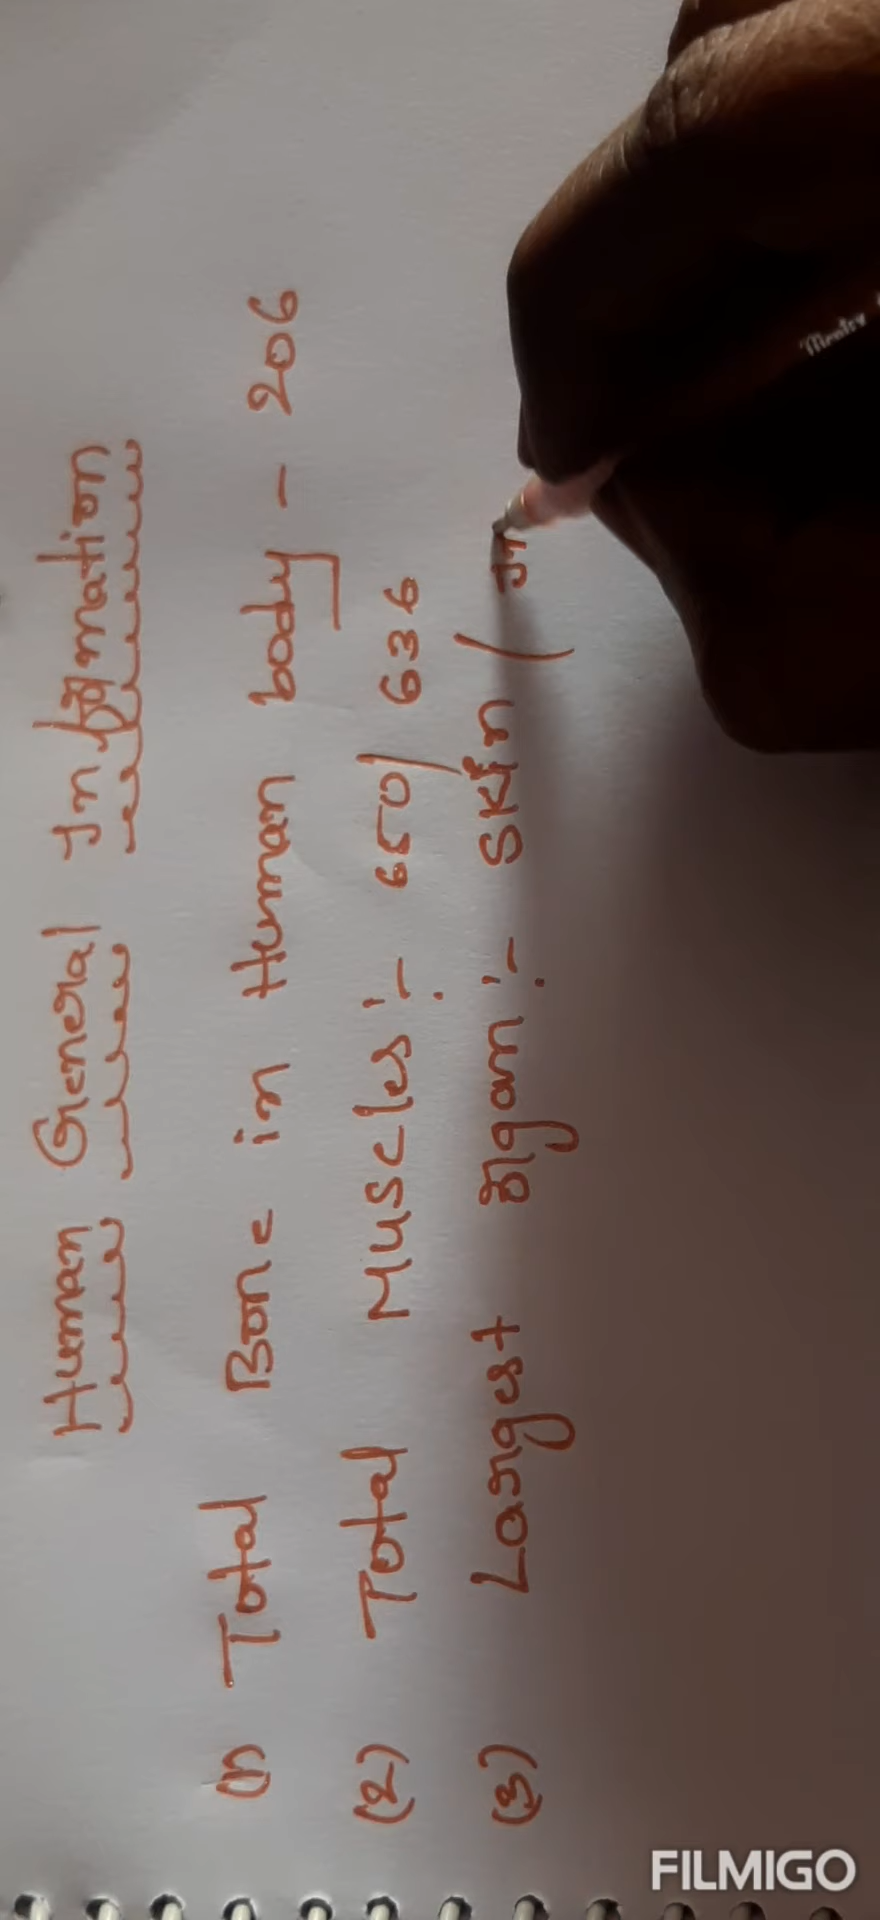 Human General Information
(1) Total Bone in Human body - 206
(2) Total Muscles :- 650/ 636
(3) Largest organ :- Skin /
FILMIGO